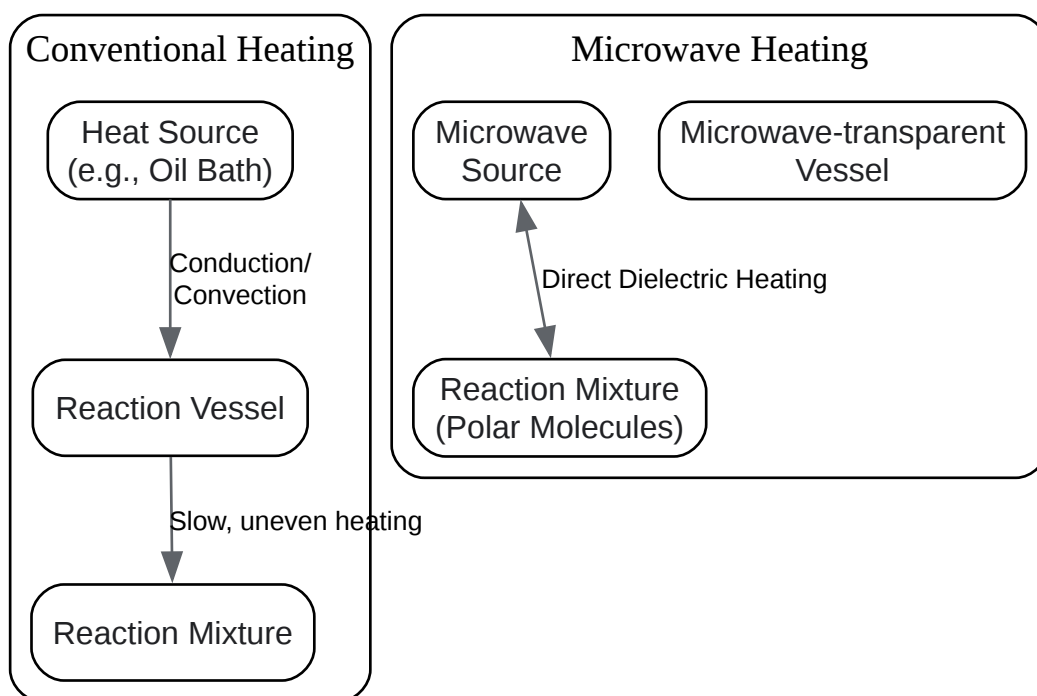 Conventional Heating
Heat Source
(e.g., Oil Bath)
Conduction/
Convection
Reaction Vessel
Slow, uneven heating
Reaction Mixture
Microwave Heating
Microwave
Source
Microwave-transparent
Vessel
Direct Dielectric Heating
Reaction Mixture
(Polar Molecules)